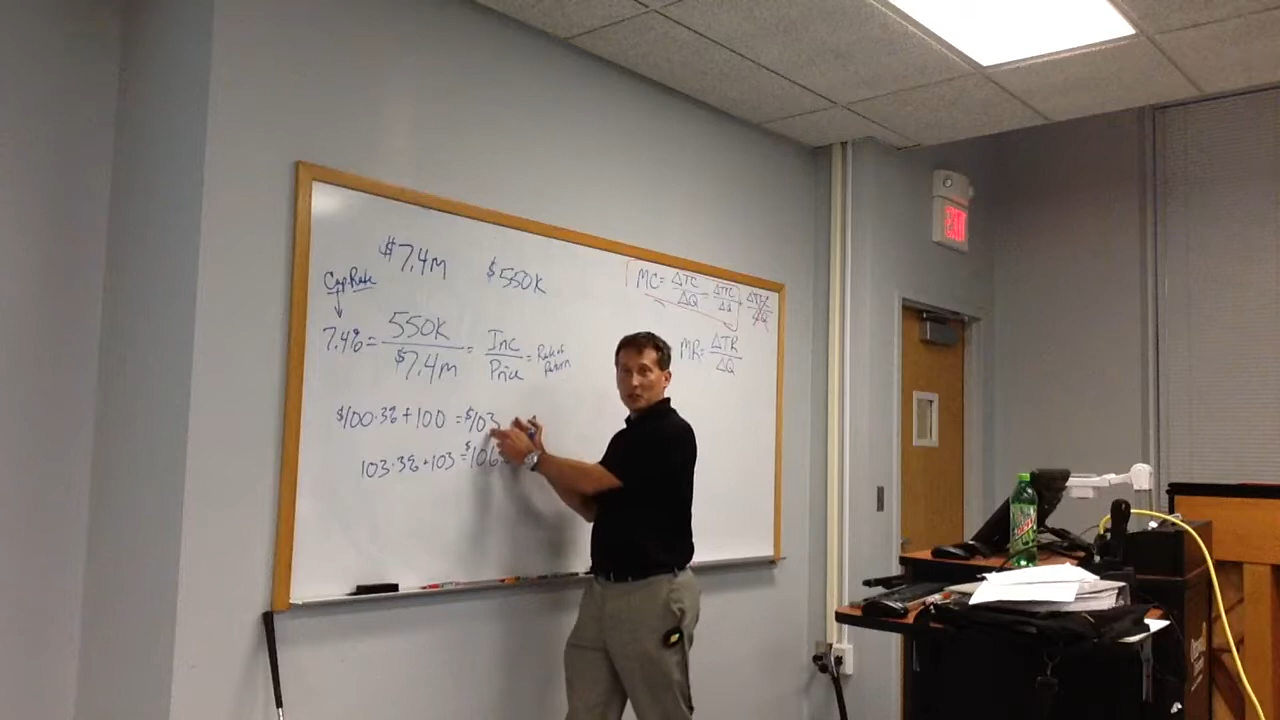 $7.4m $550K
Cap Rate
7.4% = 550K / $7.4m = Inc / Price = Rate of Return
$100·3% + 100 = $103
103·3% + 103 = $106
MC = ΔTC / ΔQ =
MR = ΔTR / ΔQ
EXIT